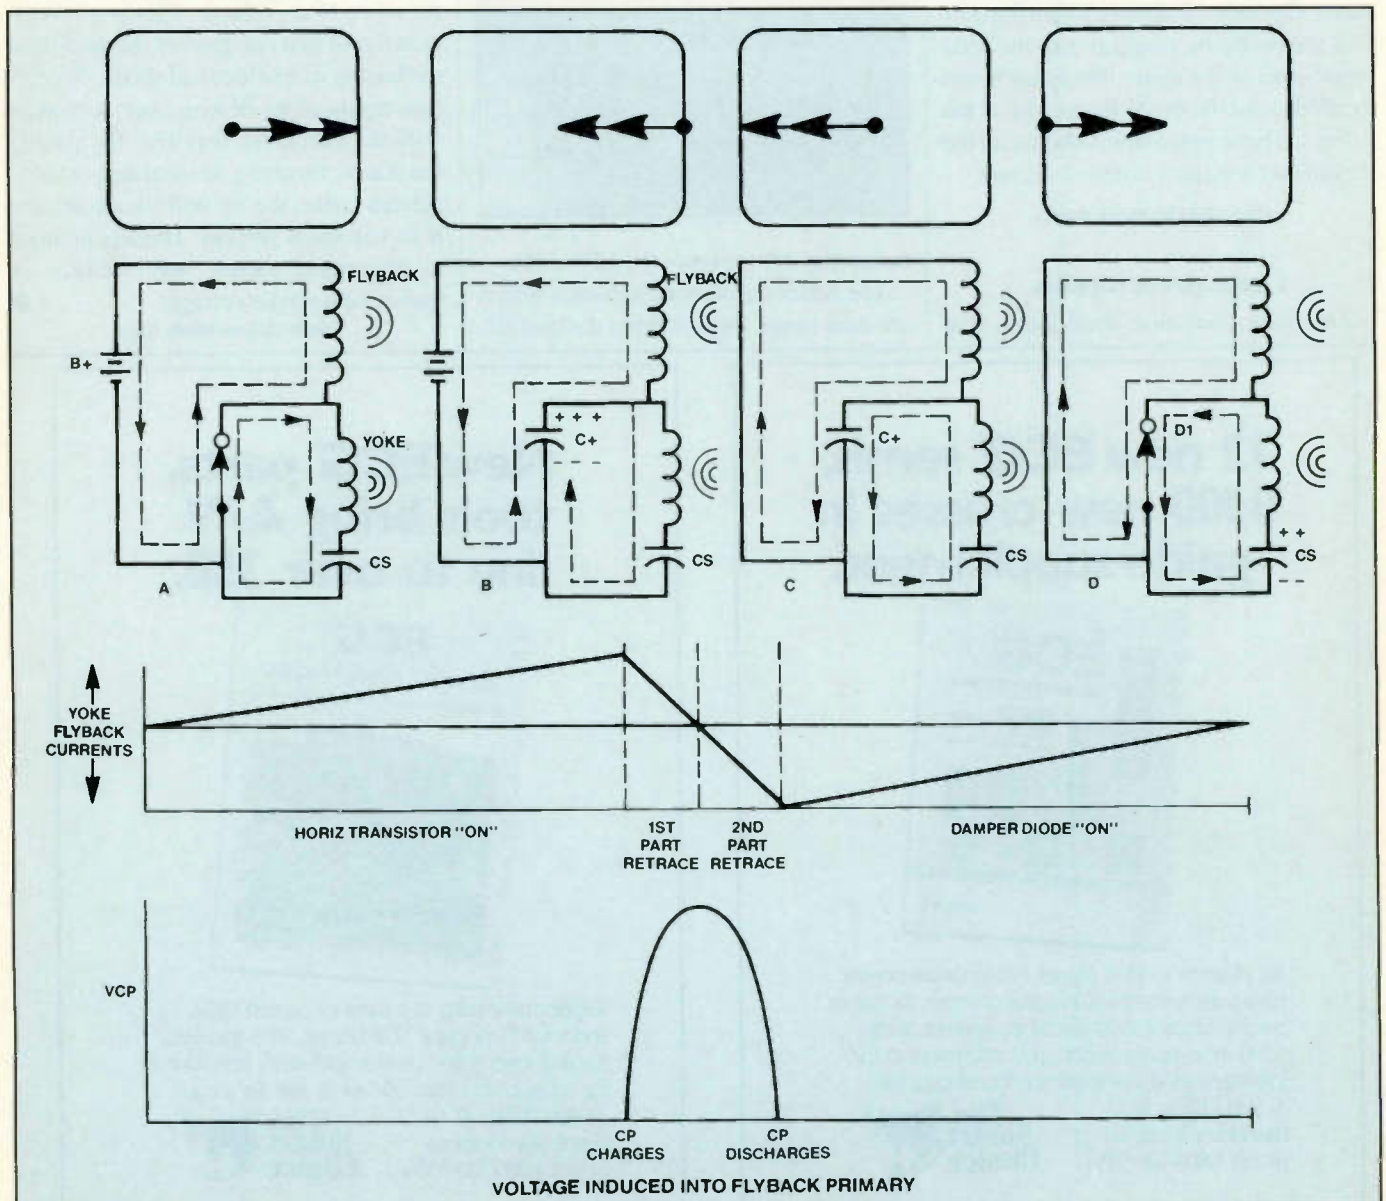 FLYBACK
B+
YOKE
CS
A
FLYBACK
+ + +
C+
- - -
CS
B
C+
CS
C
D1
+ +
CS
- -
D
YOKE
FLYBACK
CURRENTS
HORIZ TRANSISTOR "ON"
1ST
PART
RETRACE
2ND
PART
RETRACE
DAMPER DIODE "ON"
VCP
CP
CHARGES
CP
DISCHARGES
VOLTAGE INDUCED INTO FLYBACK PRIMARY